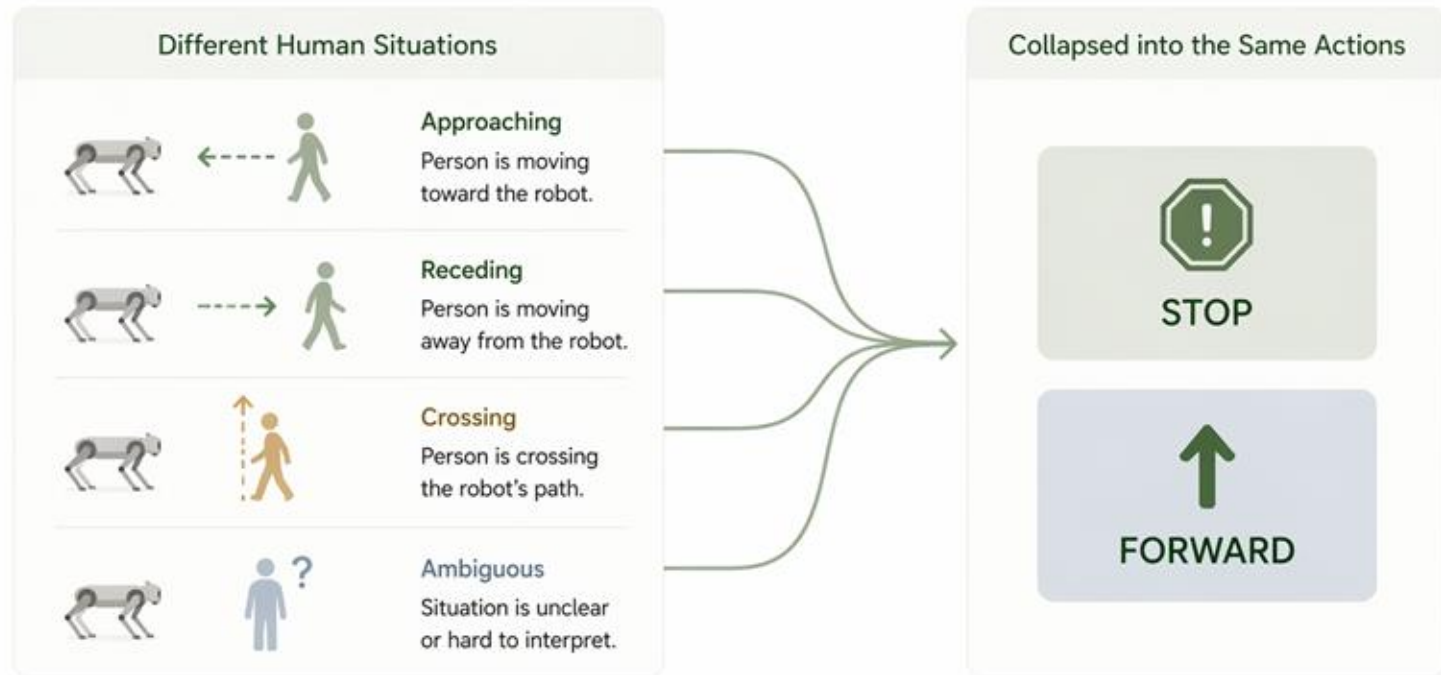 Different Human Situations
Approaching
Person is moving
toward the robot.
Receding
Person is moving
away from the robot.
Crossing
Person is crossing
the robot's path.
?
Ambiguous
Situation is unclear
or hard to interpret.
Collapsed into the Same Actions
!
STOP
FORWARD